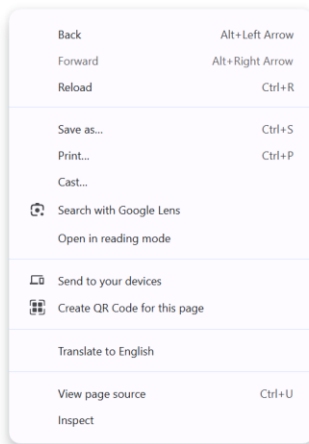 Back Alt+Left Arrow
Forward Alt+Right Arrow
Reload Ctrl+R
Save as... Ctrl+S
Print... Ctrl+P
Cast...
Search with Google Lens
Open in reading mode
Send to your devices
Create QR Code for this page
Translate to English
View page source Ctrl+U
Inspect